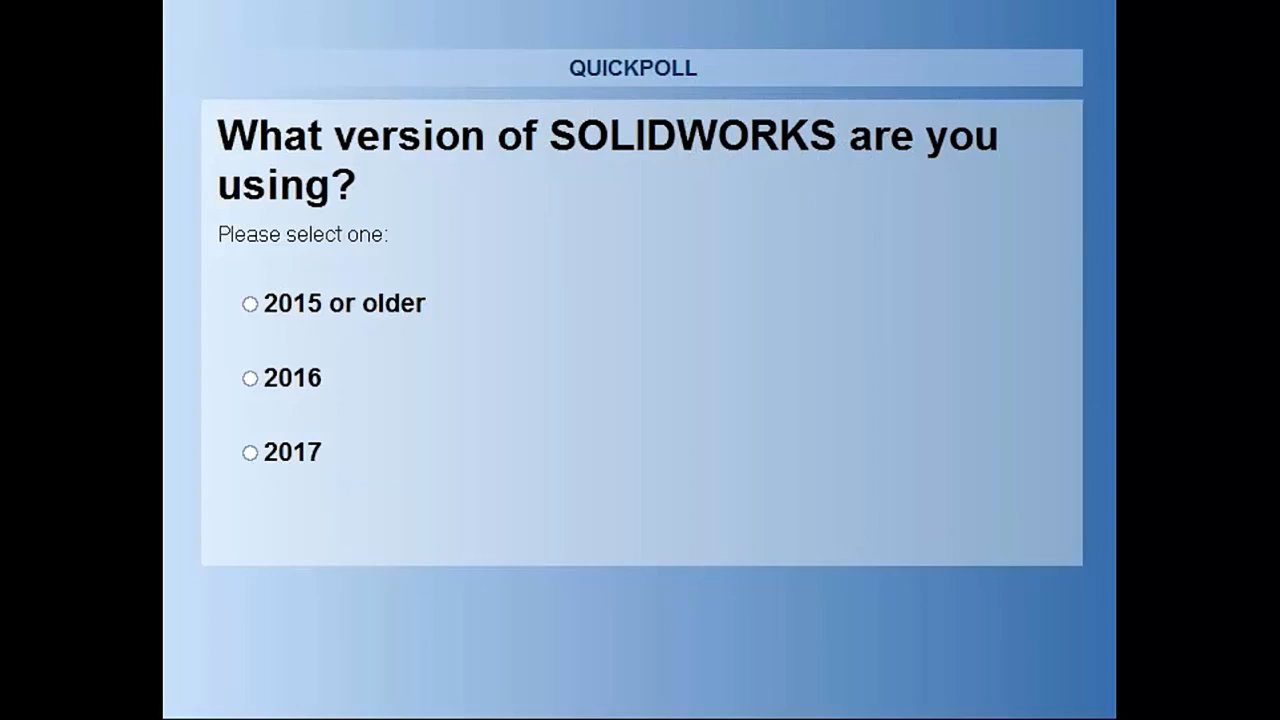 QUICKPOLL
What version of SOLIDWORKS are you
using?
Please select one:
2015 or older
2016
2017